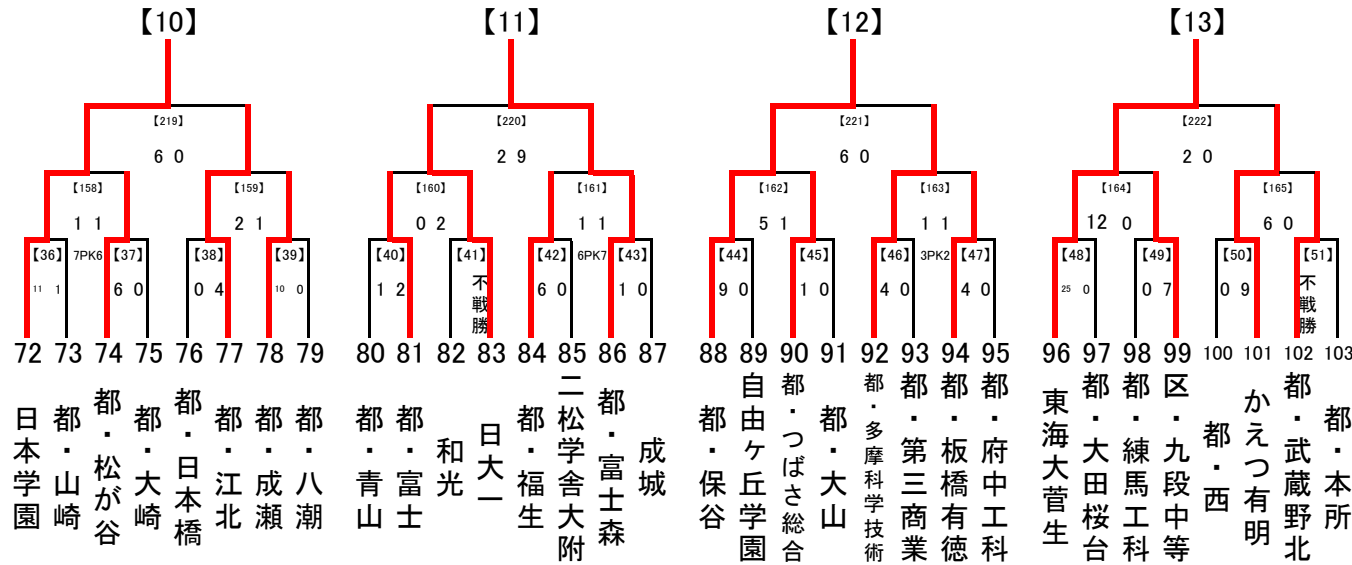 【10】 【11】 【12】 【13】
【219】 【220】 【221】 【222】
6 0 2 9 6 0 2 0
【158】 【159】 【160】 【161】 【162】 【163】 【164】 【165】
1 1 2 1 0 2 1 1 5 1 1 1 12 0 6 0
【36】 7PK6 【37】 【38】 【39】 【40】 【41】 【42】 6PK7 【43】 【44】 【45】 【46】 3PK2 【47】 【48】 【49】 【50】 【51】
11 1 6 0 0 4 10 0 1 2 不戦勝 6 0 1 0 9 0 1 0 4 0 4 0 25 0 0 7 0 9 不戦勝
72 73 74 75 76 77 78 79 80 81 82 83 84 85 86 87 88 89 90 91 92 93 94 95 96 97 98 99 100 101 102 103
日本学園
都・山崎
都・松が谷
都・大崎
都・日本橋
都・江北
都・成瀬
都・八潮
都・青山
都・富士
和光
日大一
都・福生
二松学舎大附
都・富士森
成城
都・保谷
自由ヶ丘学園
都・つばさ総合
都・大山
都・多摩科学技術
都・第三商業
都・板橋有徳
都・府中工科
東海大菅生
都・大田桜台
都・練馬工科
区・九段中等
都・西
かえつ有明
都・武蔵野北
都・本所